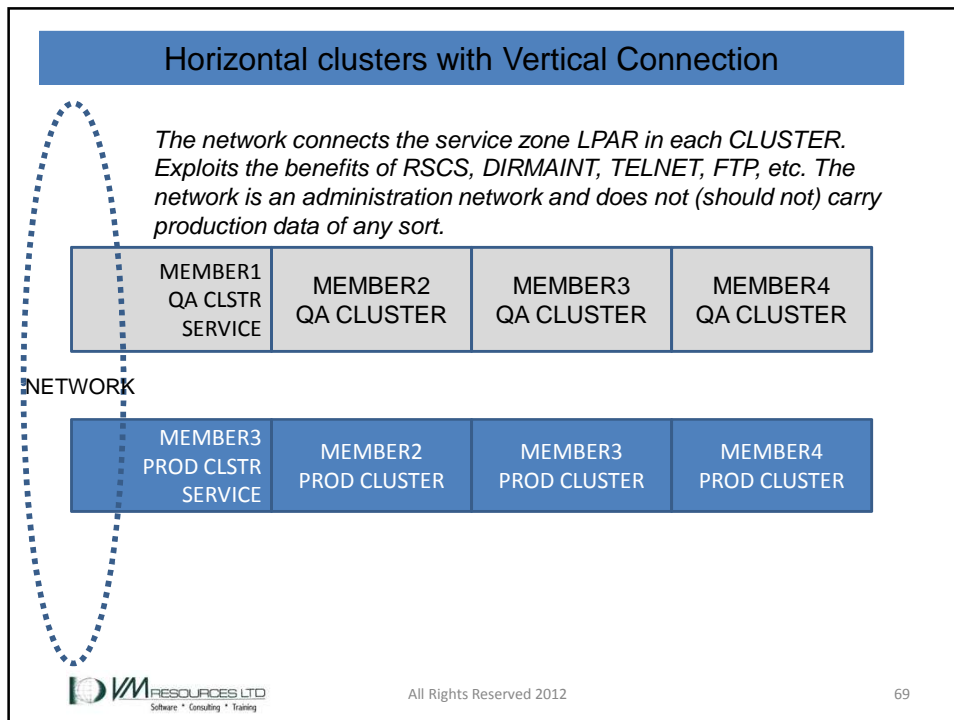 Horizontal clusters with Vertical Connection
The network connects the service zone LPAR in each CLUSTER.
Exploits the benefits of RSCS, DIRMAINT, TELNET, FTP, etc. The
network is an administration network and does not (should not) carry
production data of any sort.
MEMBER1
QA CLSTR
SERVICE
MEMBER2
QA CLUSTER
MEMBER3
QA CLUSTER
MEMBER4
QA CLUSTER
NETWORK
MEMBER3
PROD CLSTR
SERVICE
MEMBER2
PROD CLUSTER
MEMBER3
PROD CLUSTER
MEMBER4
PROD CLUSTER
VM RESOURCES LTD
Software * Consulting * Training
All Rights Reserved 2012
69